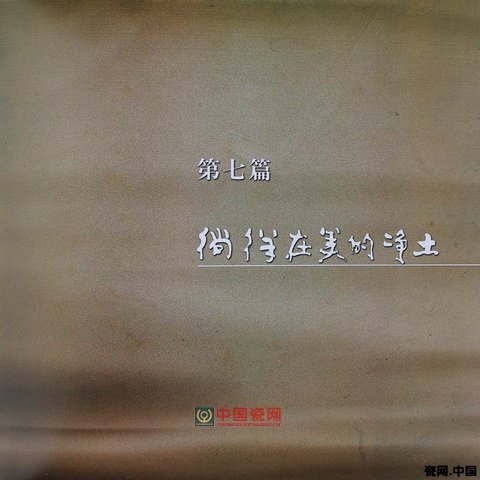 第七篇
徜徉在美的净土
中国瓷网
瓷网.中国